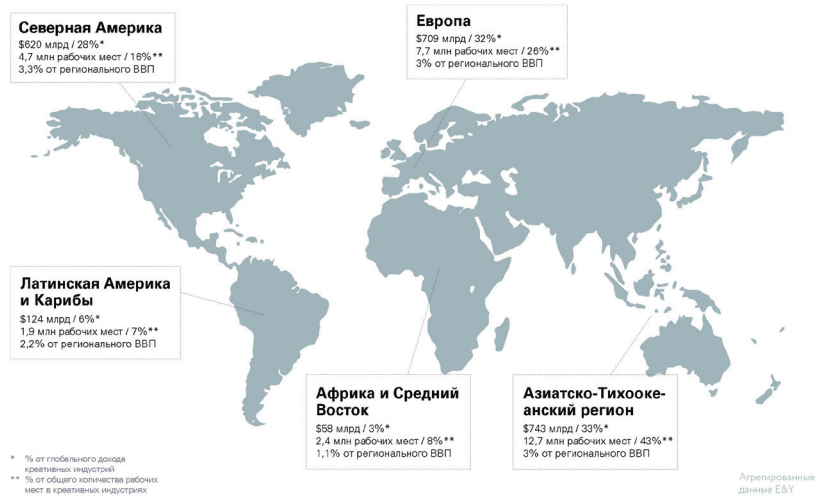 Северная Америка
$620 млрд / 28%*
4,7 млн рабочих мест / 16%**
3,3% от регионального ВВП
Европа
$709 млрд / 32%*
7,7 млн рабочих мест / 26%**
3% от регионального ВВП
Латинская Америка
и Карибы
$124 млрд / 6%*
1,9 млн рабочих мест / 7%**
2,2% от регионального ВВП
Африка и Средний
Восток
$58 млрд / 3%*
2,4 млн рабочих мест / 8%**
1,1% от регионального ВВП
Азиатско-Тихооке-
анский регион
$743 млрд / 33%*
12,7 млн рабочих мест / 43%**
3% от регионального ВВП
* % от глобального дохода
креативных индустрий
** % от общего количества рабочих
мест в креативных индустриях
Агрегированные
данные E&Y